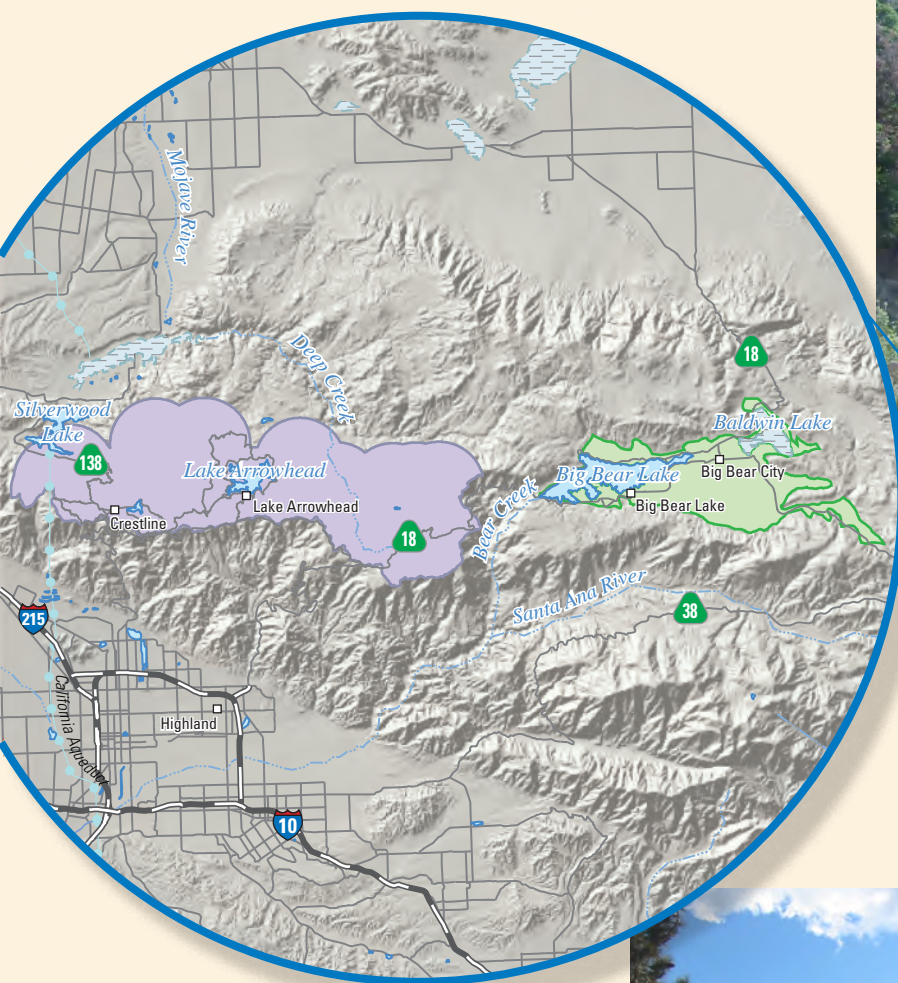 Mojave River
Deep Creek
18
Silverwood
Lake
138
Baldwin Lake
Lake Arrowhead
Big Bear Lake
Big Bear City
Lake Arrowhead
Big Bear Lake
Crestline
18
Bear Creek
Santa Ana River
38
215
California Aqueduct
Highland
10